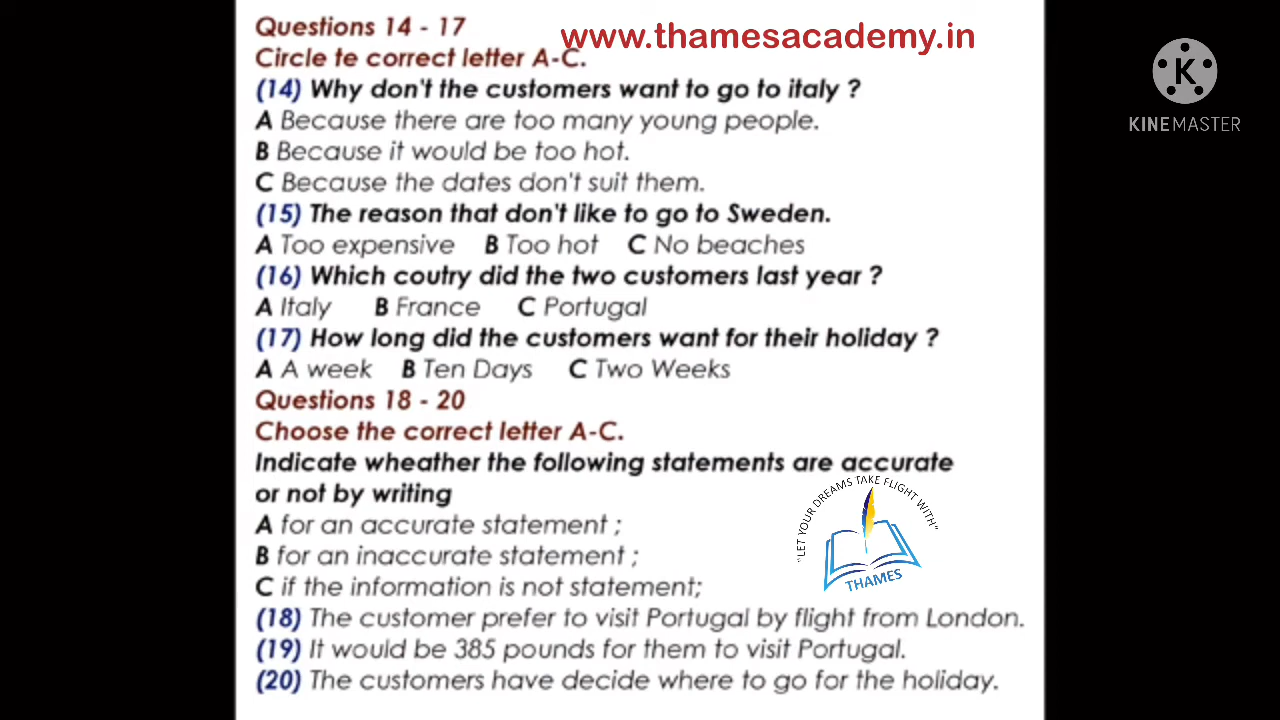 Questions 14 - 17
www.thamesacademy.in
Circle te correct letter A-C.
(14) Why don't the customers want to go to italy ?
A Because there are too many young people.
B Because it would be too hot.
C Because the dates don't suit them.
(15) The reason that don't like to go to Sweden.
A Too expensive B Too hot C No beaches
(16) Which coutry did the two customers last year ?
A Italy B France C Portugal
(17) How long did the customers want for their holiday ?
A A week B Ten Days C Two Weeks
Questions 18 - 20
Choose the correct letter A-C.
Indicate wheather the following statements are accurate
or not by writing
A for an accurate statement ;
B for an inaccurate statement ;
C if the information is not statement;
(18) The customer prefer to visit Portugal by flight from London.
(19) It would be 385 pounds for them to visit Portugal.
(20) The customers have decide where to go for the holiday.
K
KINEMASTER
"LET YOUR DREAMS TAKE FLIGHT WITH"
THAMES